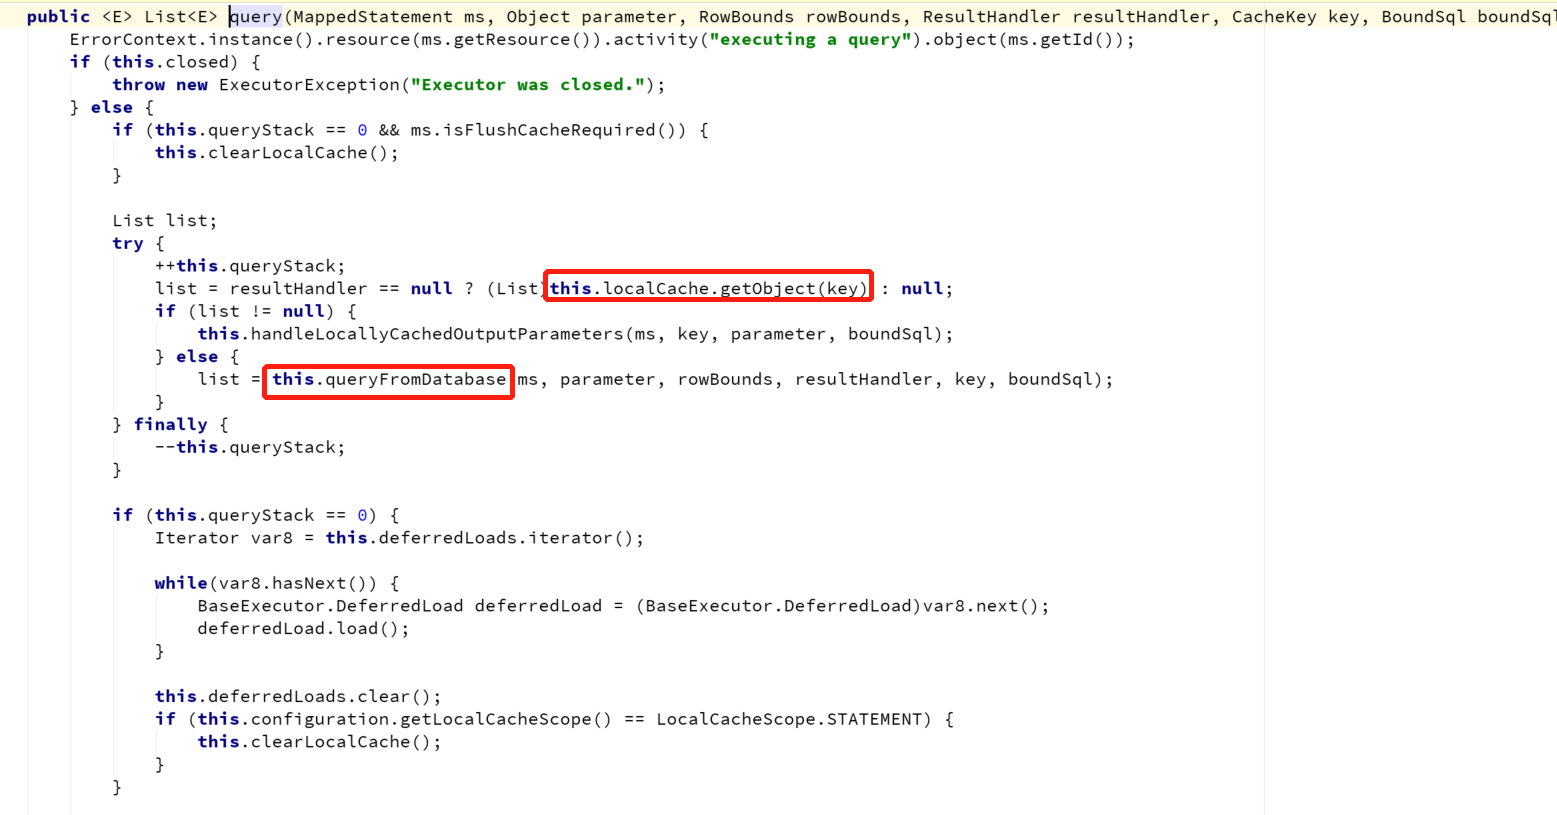 public <E> List<E> query(MappedStatement ms, Object parameter, RowBounds rowBounds, ResultHandler resultHandler, CacheKey key, BoundSql boundSql
    ErrorContext.instance().resource(ms.getResource()).activity("executing a query").object(ms.getId());
    if (this.closed) {
        throw new ExecutorException("Executor was closed.");
    } else {
        if (this.queryStack == 0 && ms.isFlushCacheRequired()) {
            this.clearLocalCache();
        }

        List list;
        try {
            ++this.queryStack;
            list = resultHandler == null ? (List)this.localCache.getObject(key) : null;
            if (list != null) {
                this.handleLocallyCachedOutputParameters(ms, key, parameter, boundSql);
            } else {
                list = this.queryFromDatabase ms, parameter, rowBounds, resultHandler, key, boundSql);
            }
        } finally {
            --this.queryStack;
        }

        if (this.queryStack == 0) {
            Iterator var8 = this.deferredLoads.iterator();

            while(var8.hasNext()) {
                BaseExecutor.DeferredLoad deferredLoad = (BaseExecutor.DeferredLoad)var8.next();
                deferredLoad.load();
            }

            this.deferredLoads.clear();
            if (this.configuration.getLocalCacheScope() == LocalCacheScope.STATEMENT) {
                this.clearLocalCache();
            }
        }